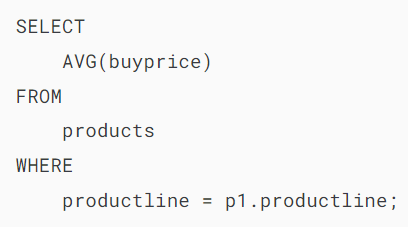 SELECT
AVG(buyprice)
FROM
products
WHERE
productline = p1.productline;